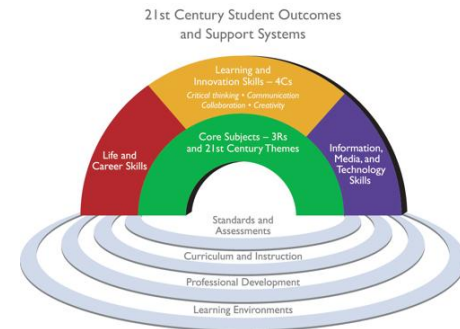 21st Century Student Outcomes
and Support Systems
Learning and
Innovation Skills – 4Cs
Critical thinking • Communication
Collaboration • Creativity
Core Subjects – 3Rs
and 21st Century Themes
Life and
Career Skills
Information,
Media, and
Technology
Skills
Standards and
Assessments
Curriculum and Instruction
Professional Development
Learning Environments